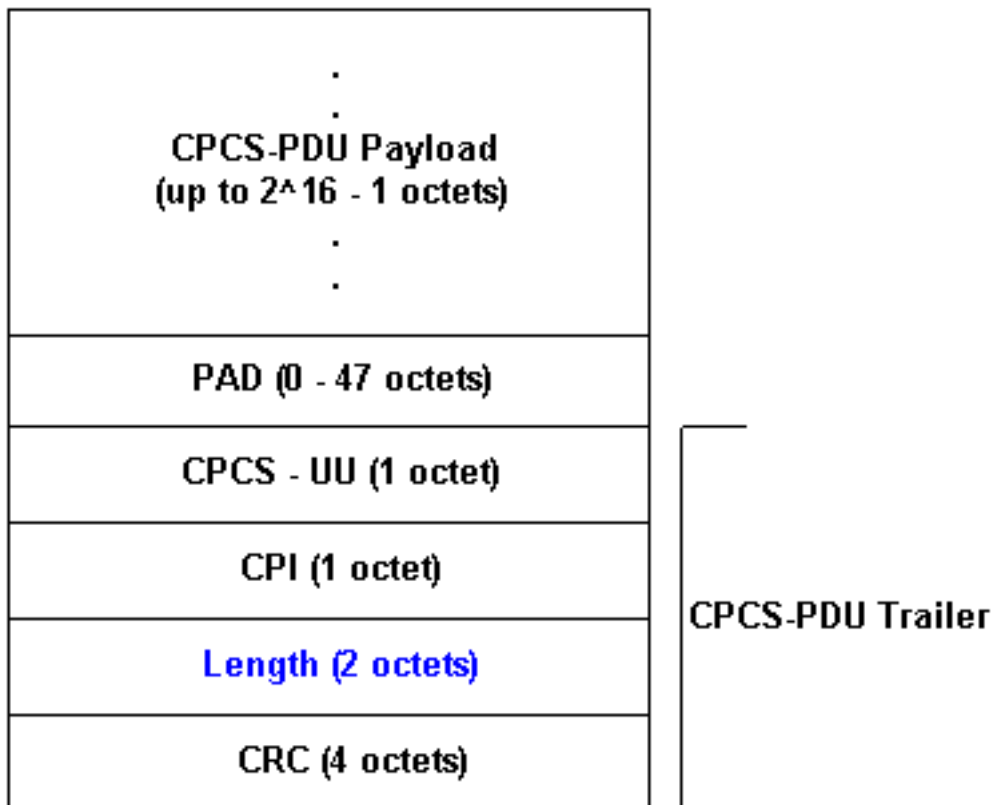 CPCS-PDU Payload
(up to 2^16 - 1 octets)
PAD (0 - 47 octets)
CPCS - UU (1 octet)
CPI (1 octet)
Length (2 octets)
CRC (4 octets)
CPCS-PDU Trailer